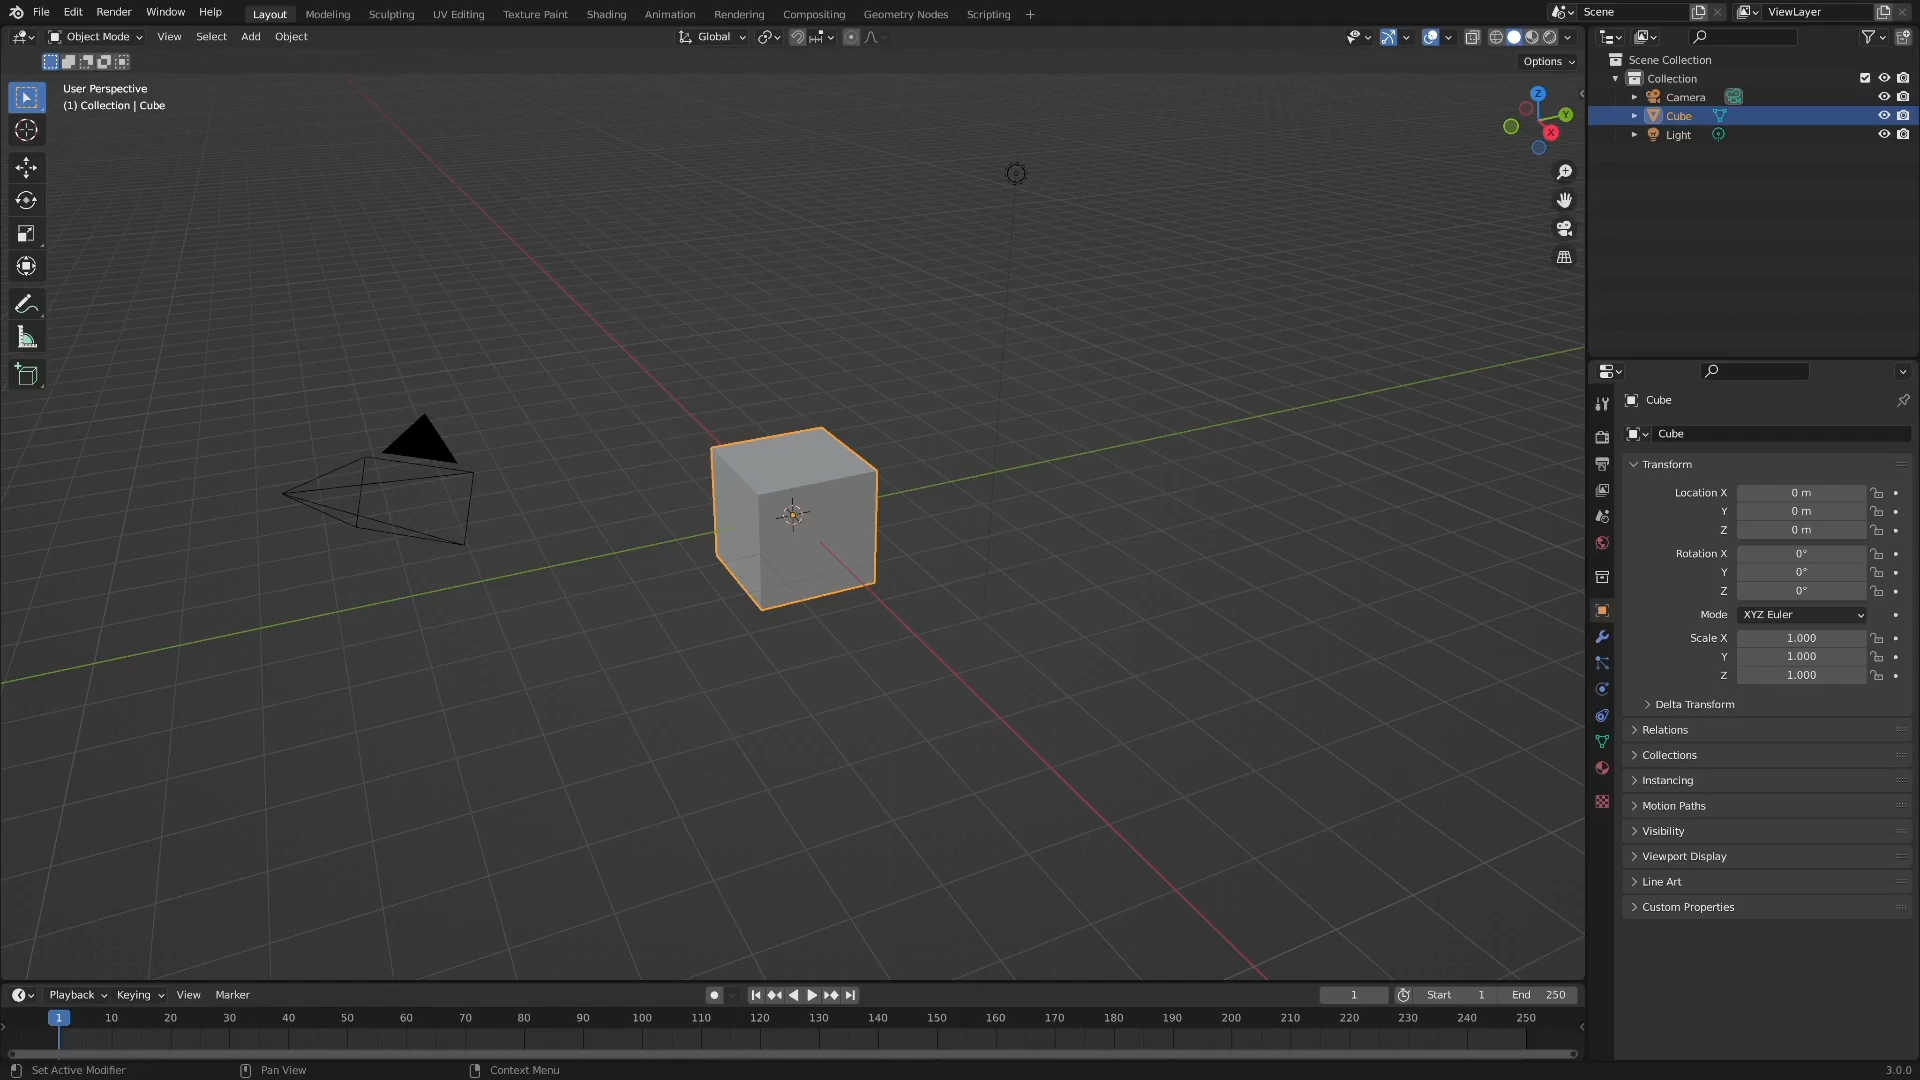 File Edit Render Window Help Layout Modeling Sculpting UV Editing Texture Paint Shading Animation Rendering Compositing Geometry Nodes Scripting + Scene ViewLayer
Object Mode View Select Add Object Global
Options
User Perspective
(1) Collection | Cube
Z
Y
X
Scene Collection
Collection
Camera
Cube
Light
Cube
Cube
Transform
Location X 0 m
Y 0 m
Z 0 m
Rotation X 0°
Y 0°
Z 0°
Mode XYZ Euler
Scale X 1.000
Y 1.000
Z 1.000
Delta Transform
Relations
Collections
Instancing
Motion Paths
Visibility
Viewport Display
Line Art
Custom Properties
Playback Keying View Marker 1 Start 1 End 250
1 10 20 30 40 50 60 70 80 90 100 110 120 130 140 150 160 170 180 190 200 210 220 230 240 250
Set Active Modifier Pan View Context Menu 3.0.0